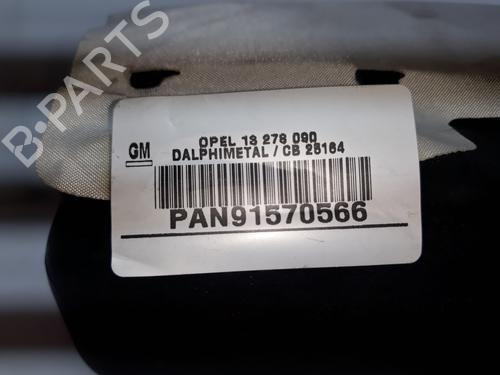 B-PARTS
GM
OPEL 13 278 090
DALPHIMETAL / CB 25164
PAN91570566